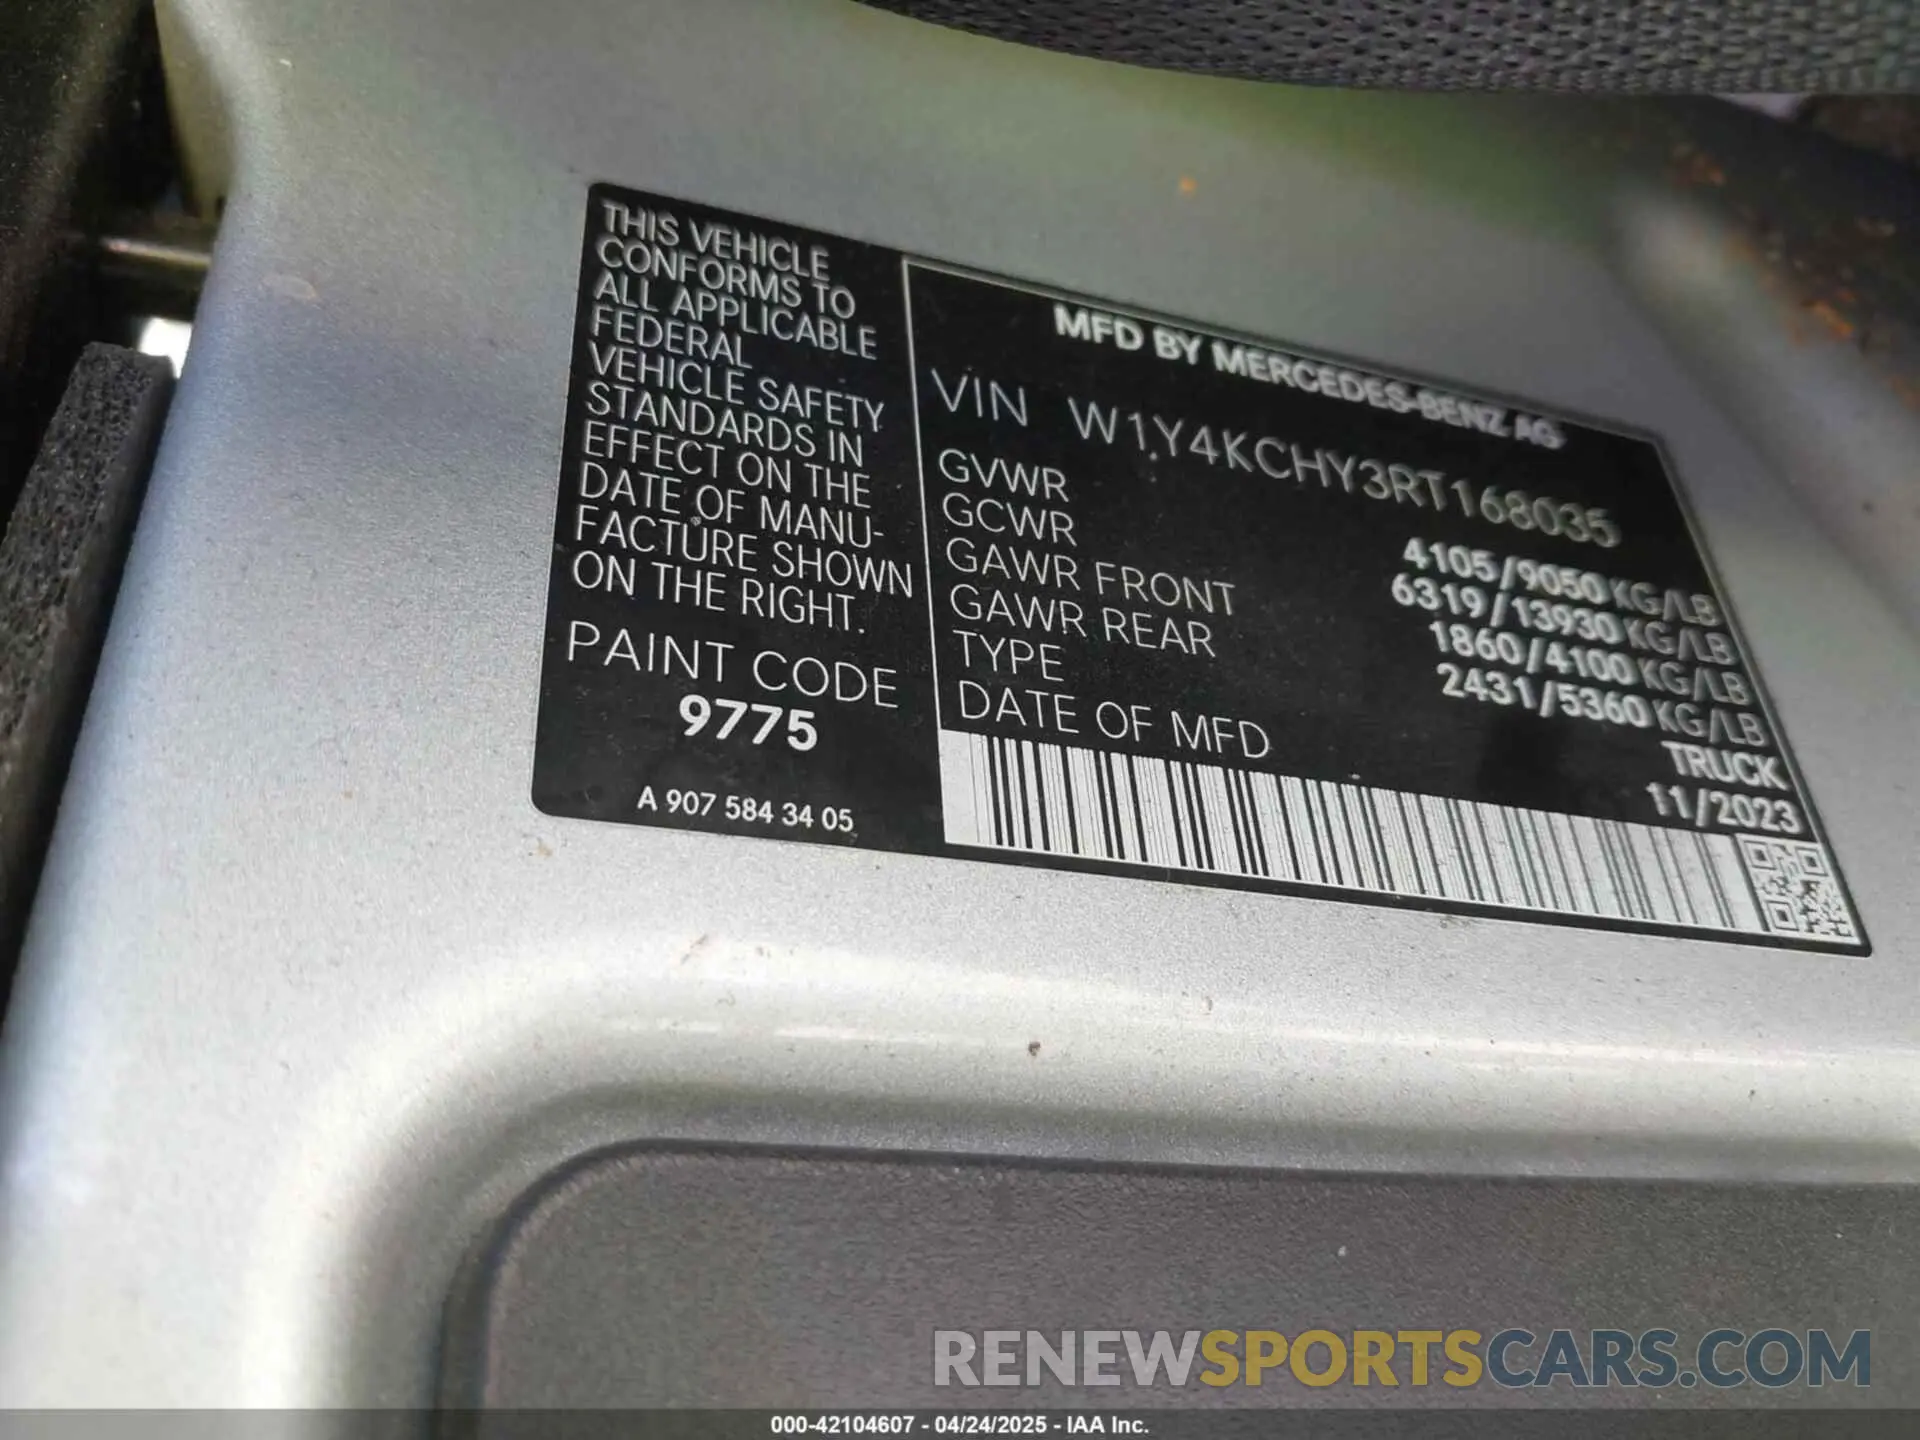 THIS VEHICLE
CONFORMS TO
ALL APPLICABLE
FEDERAL
VEHICLE SAFETY
STANDARDS IN
EFFECT ON THE
DATE OF MANU-
FACTURE SHOWN
ON THE RIGHT.
PAINT CODE
9775
A 907 584 34 05
MFD BY MERCEDES-BENZ AG
VIN W1Y4KCHY3RT168035
GVWR 4105/9050 KG/LB
GCWR 6319/13930 KG/LB
GAWR FRONT 1860/4100 KG/LB
GAWR REAR 2431/5360 KG/LB
TYPE TRUCK
DATE OF MFD 11/2023
RENEWSPORTSCARS.COM
000-42104607 - 04/24/2025 - IAA Inc.